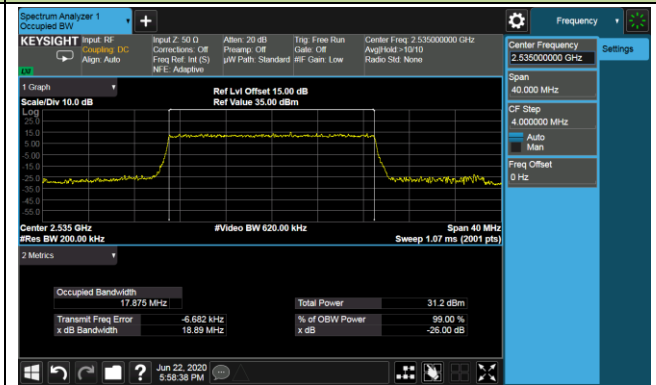 Spectrum Analyzer 1
Occupied BW
Frequency
KEYSIGHT
Input: RF
Coupling: DC
Align: Auto
Input Z: 50 Ω
Corrections: Off
Freq Ref: Int (S)
NFE: Adaptive
Atten: 20 dB
Preamp: Off
µW Path: Standard
Trig: Free Run
Gate: Off
#IF Gain: Low
Center Freq: 2.535000000 GHz
Avg|Hold:>10/10
Radio Std: None
Center Frequency
2.535000000 GHz
Settings
Span
40.000 MHz
CF Step
4.000000 MHz
Auto
Man
Freq Offset
0 Hz
1 Graph
Scale/Div 10.0 dB
Ref Lvl Offset 15.00 dB
Ref Value 35.00 dBm
Log
25.0
15.0
5.00
-5.00
-15.0
-25.0
-35.0
-45.0
-55.0
Center 2.535 GHz
#Res BW 200.00 kHz
#Video BW 620.00 kHz
Span 40 MHz
Sweep 1.07 ms (2001 pts)
2 Metrics
Occupied Bandwidth
17.875 MHz
Total Power 31.2 dBm
Transmit Freq Error -6.682 kHz
% of OBW Power 99.00 %
x dB Bandwidth 18.89 MHz
x dB -26.00 dB
Jun 22, 2020
5:58:38 PM